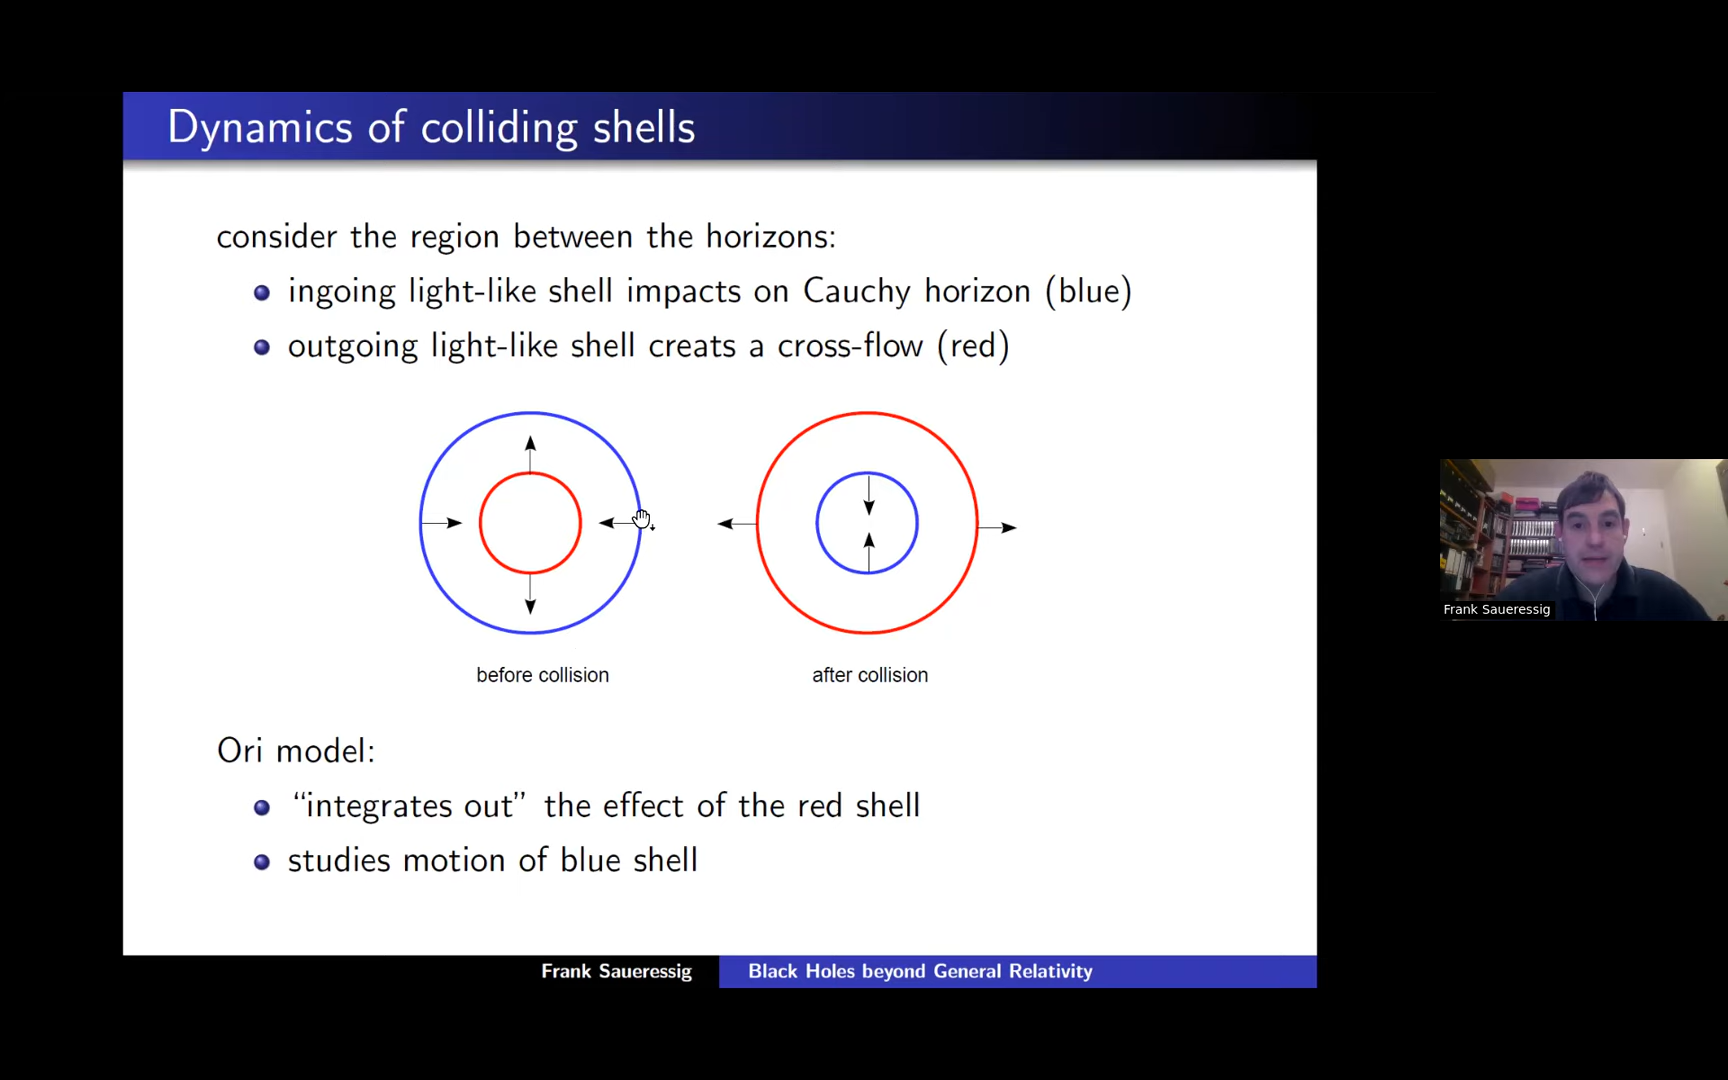 Dynamics of colliding shells
consider the region between the horizons:
ingoing light-like shell impacts on Cauchy horizon (blue)
outgoing light-like shell creats a cross-flow (red)
before collision
after collision
Ori model:
“integrates out” the effect of the red shell
studies motion of blue shell
Frank Saueressig
Black Holes beyond General Relativity
Frank Saueressig